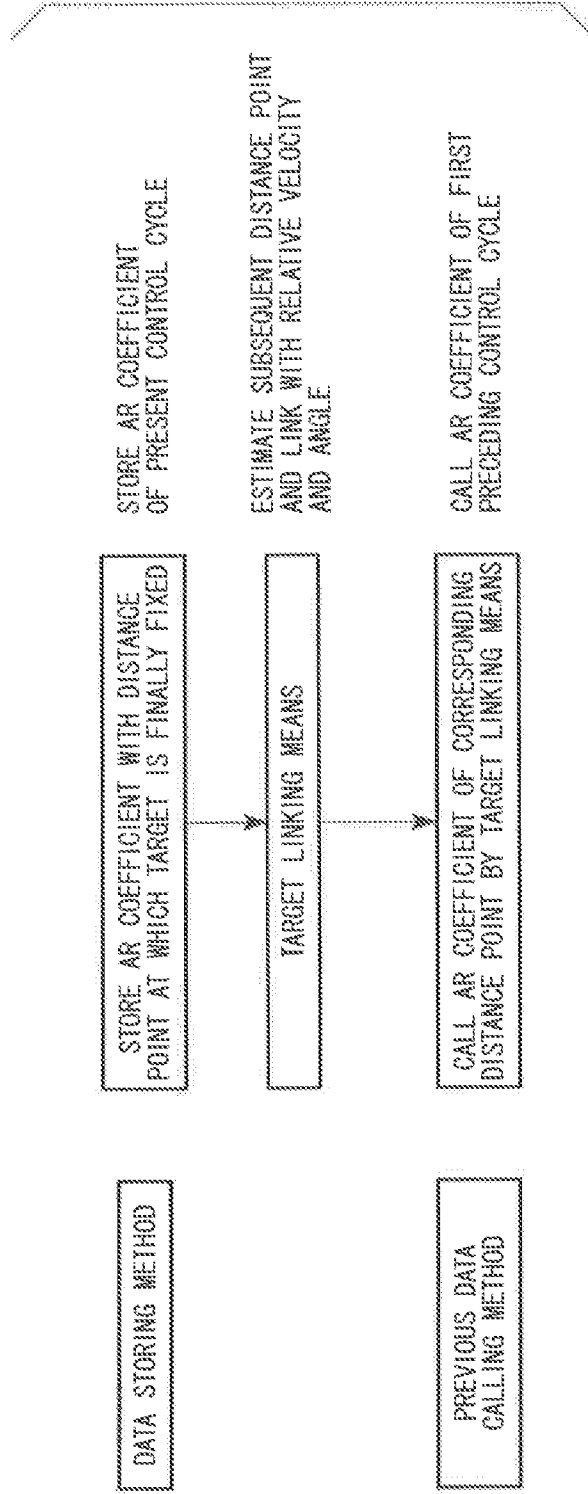 DATA STORING METHOD
STORE AR COEFFICIENT WITH DISTANCE
POINT AT WHICH TARGET IS FINALLY FIXED
STORE AR COEFFICIENT
OF PRESENT CONTROL CYCLE
TARGET LINKING MEANS
ESTIMATE SUBSEQUENT DISTANCE POINT
AND LINK WITH RELATIVE VELOCITY
AND ANGLE
PREVIOUS DATA
CALLING METHOD
CALL AR COEFFICIENT OF CORRESPONDING
DISTANCE POINT BY TARGET LINKING MEANS
CALL AR COEFFICIENT OF FIRST
PRECEDING CONTROL CYCLE